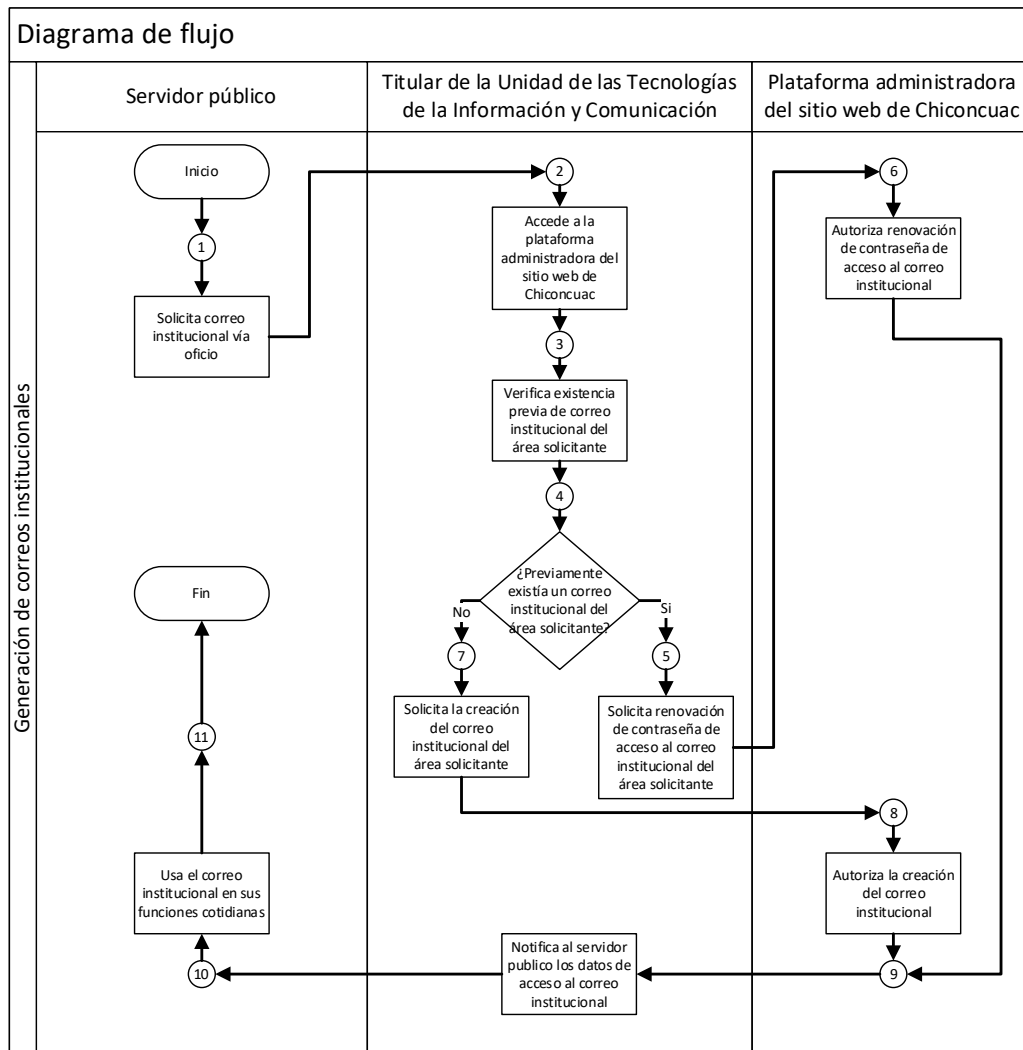 Diagrama de flujo
Generación de correos institucionales
Servidor público
Titular de la Unidad de las Tecnologías
de la Información y Comunicación
Plataforma administradora
del sitio web de Chiconcuac
Inicio
1
Solicita correo
institucional vía
oficio
2
Accede a la
plataforma
administradora del
sitio web de
Chiconcuac
3
Verifica existencia
previa de correo
institucional del
área solicitante
4
¿Previamente
existía un correo
institucional del
área solicitante?
No
Si
5
Solicita renovación
de contraseña de
acceso al correo
institucional del
área solicitante
6
Autoriza renovación
de contraseña de
acceso al correo
institucional
7
Solicita la creación
del correo
institucional del
área solicitante
8
Autoriza la creación
del correo
institucional
9
Notifica al servidor
publico los datos de
acceso al correo
institucional
10
Usa el correo
institucional en sus
funciones cotidianas
11
Fin